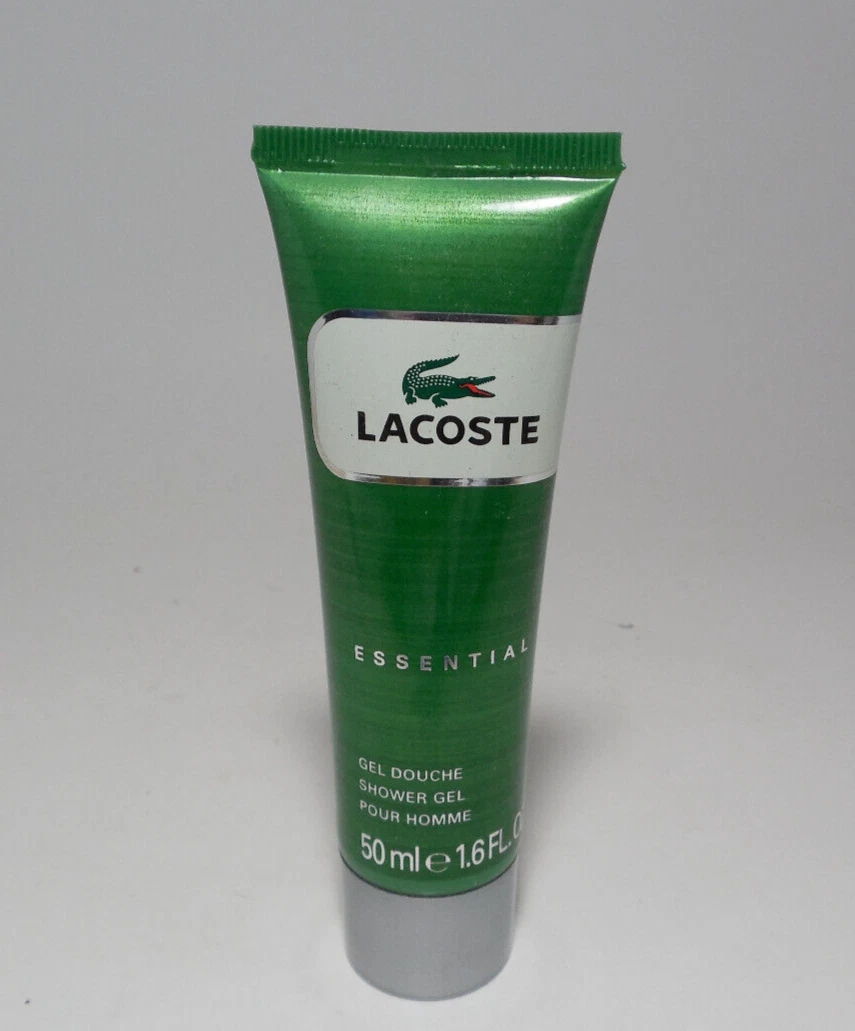 LACOSTE
ESSENTIAL
GEL DOUCHE
SHOWER GEL
POUR HOMME
50 ml ℮ 1.6 FL.